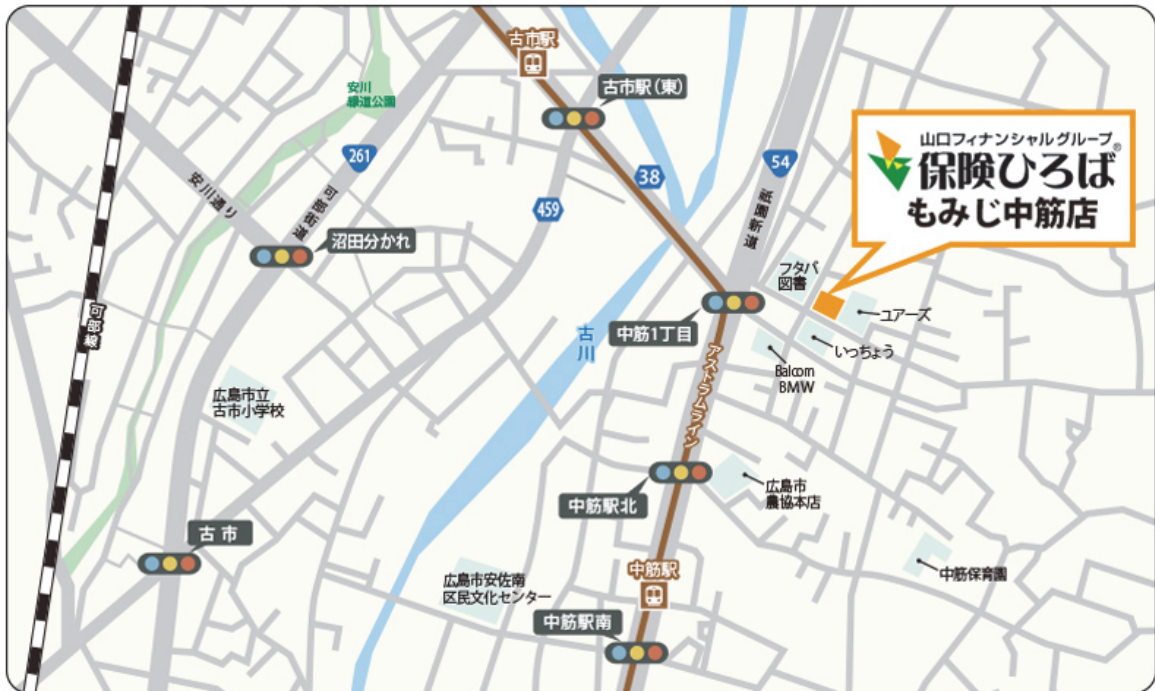 古市駅
古市駅(東)
安川
緑道公園
261
38
54
山口フィナンシャルグループ®
保険ひろば
もみじ中筋店
安川通り
可部街道
459
祇園新道
沼田分かれ
フタバ
図書
中筋1丁目
ユアーズ
いっちょう
可部線
古川
Balcom
BMW
アストラムライン
広島市立
古市小学校
中筋駅北
広島市
農協本店
古市
中筋駅
広島市安佐南
区民文化センター
中筋保育園
中筋駅南